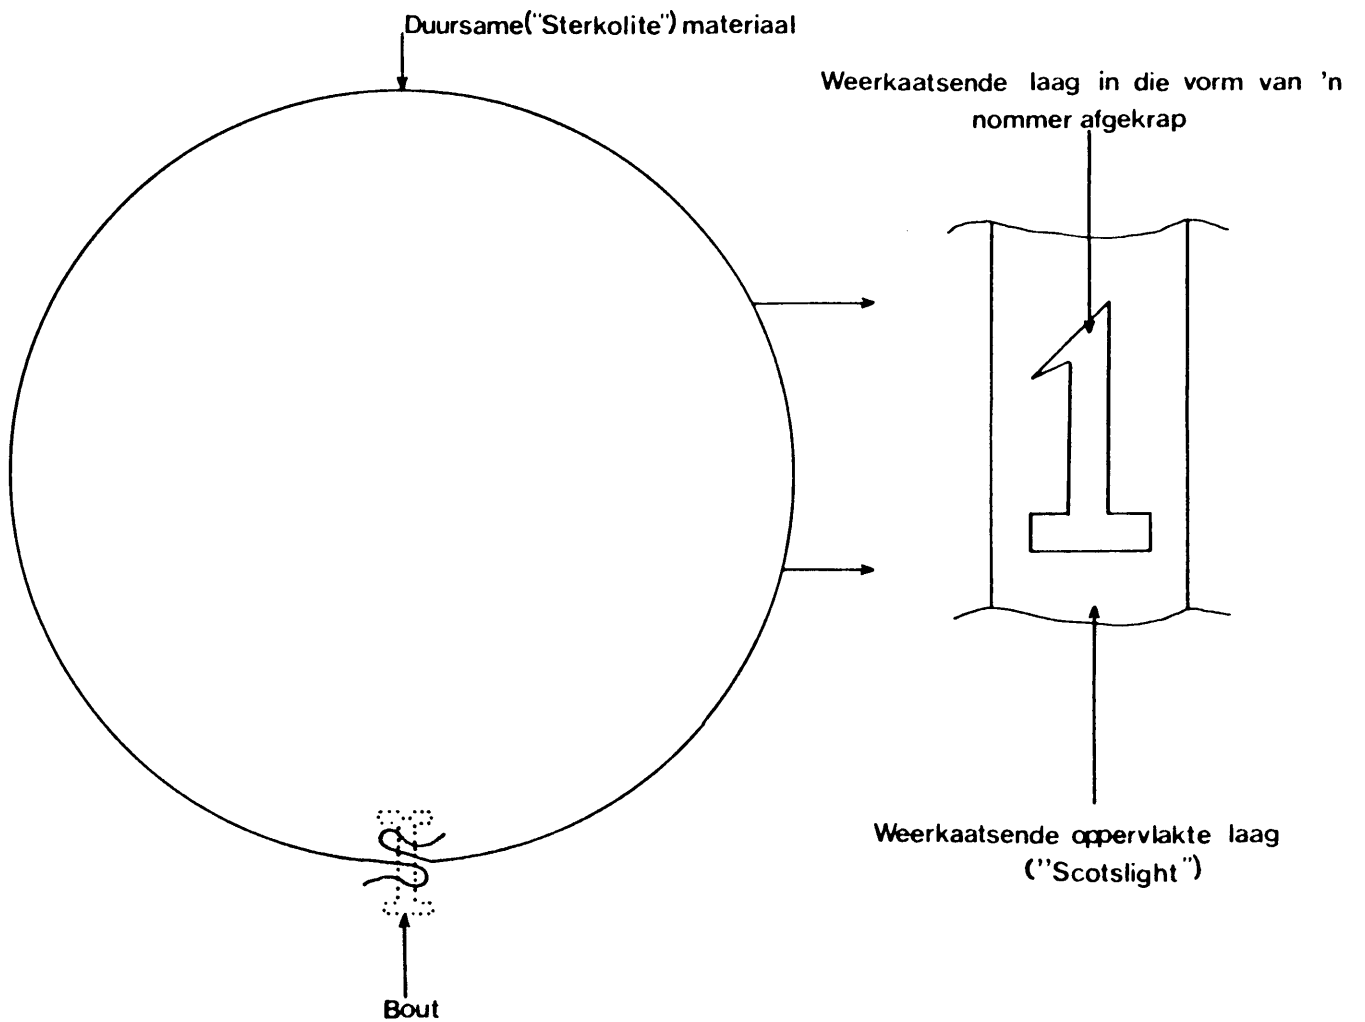 Duursame("Sterkolite") materiaal
Weerkaatsende laag in die vorm van 'n
nommer afgekrap
1
Weerkaatsende oppervlakte laag
("Scotslight")
Bout